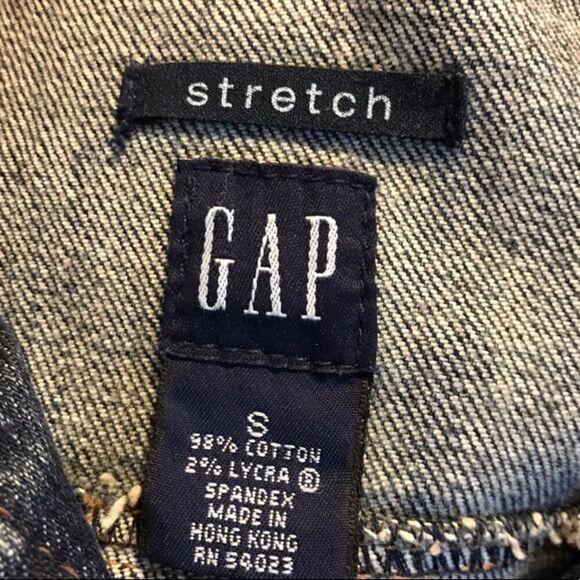 stretch
GAP
S
98% COTTON
2% LYCRA ®
SPANDEX
MADE IN
HONG KONG
RN 54023